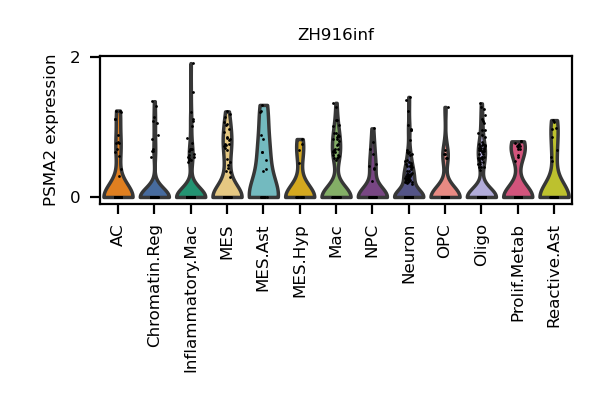 ZH916inf
PSMA2 expression
2
0
AC
Chromatin.Reg
Inflammatory.Mac
MES
MES.Ast
MES.Hyp
Mac
NPC
Neuron
OPC
Oligo
Prolif.Metab
Reactive.Ast